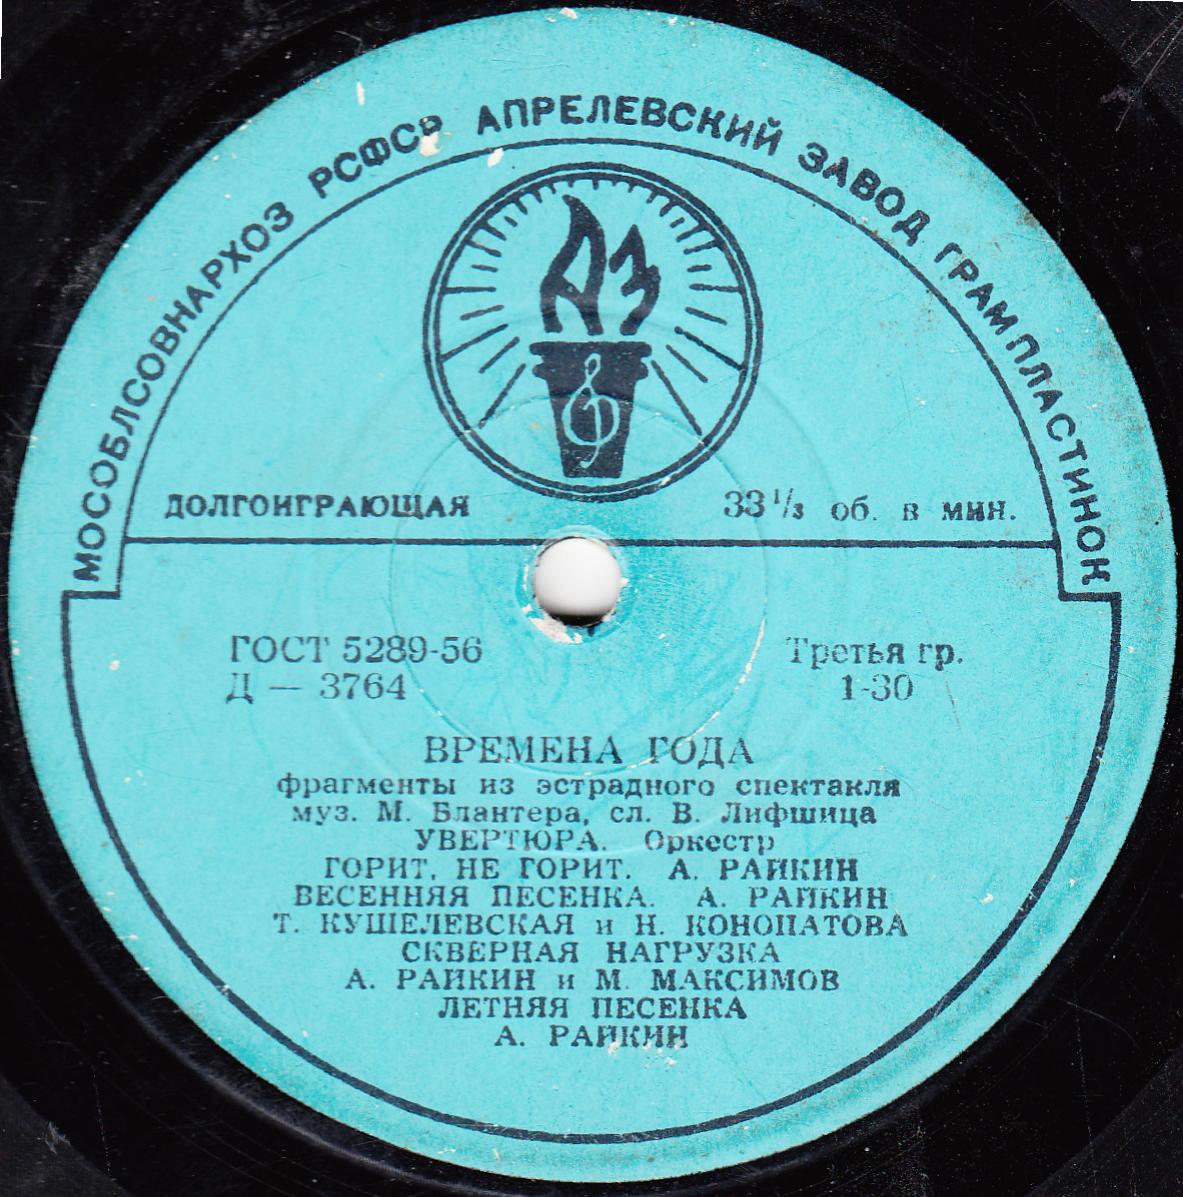 МОСОБЛСОВНАРХОЗ РСФСР АПРЕЛЕВСКИЙ ЗАВОД ГРАМПЛАСТИНОК
АЗ
ДОЛГОИГРАЮЩАЯ 33 1/3 об. в мин.
ГОСТ 5289-56 Третья гр.
Д — 3764 1-30
ВРЕМЕНА ГОДА
фрагменты из эстрадного спектакля
муз. М. Блантера, сл. В. Лифшица
УВЕРТЮРА. Оркестр
ГОРИТ, НЕ ГОРИТ. А. РАЙКИН
ВЕСЕННЯЯ ПЕСЕНКА. А. РАЙКИН
Т. КУШЕЛЕВСКАЯ и Н. КОНОПАТОВА
СКВЕРНАЯ НАГРУЗКА
А. РАЙКИН и М. МАКСИМОВ
ЛЕТНЯЯ ПЕСЕНКА
А. РАЙКИН